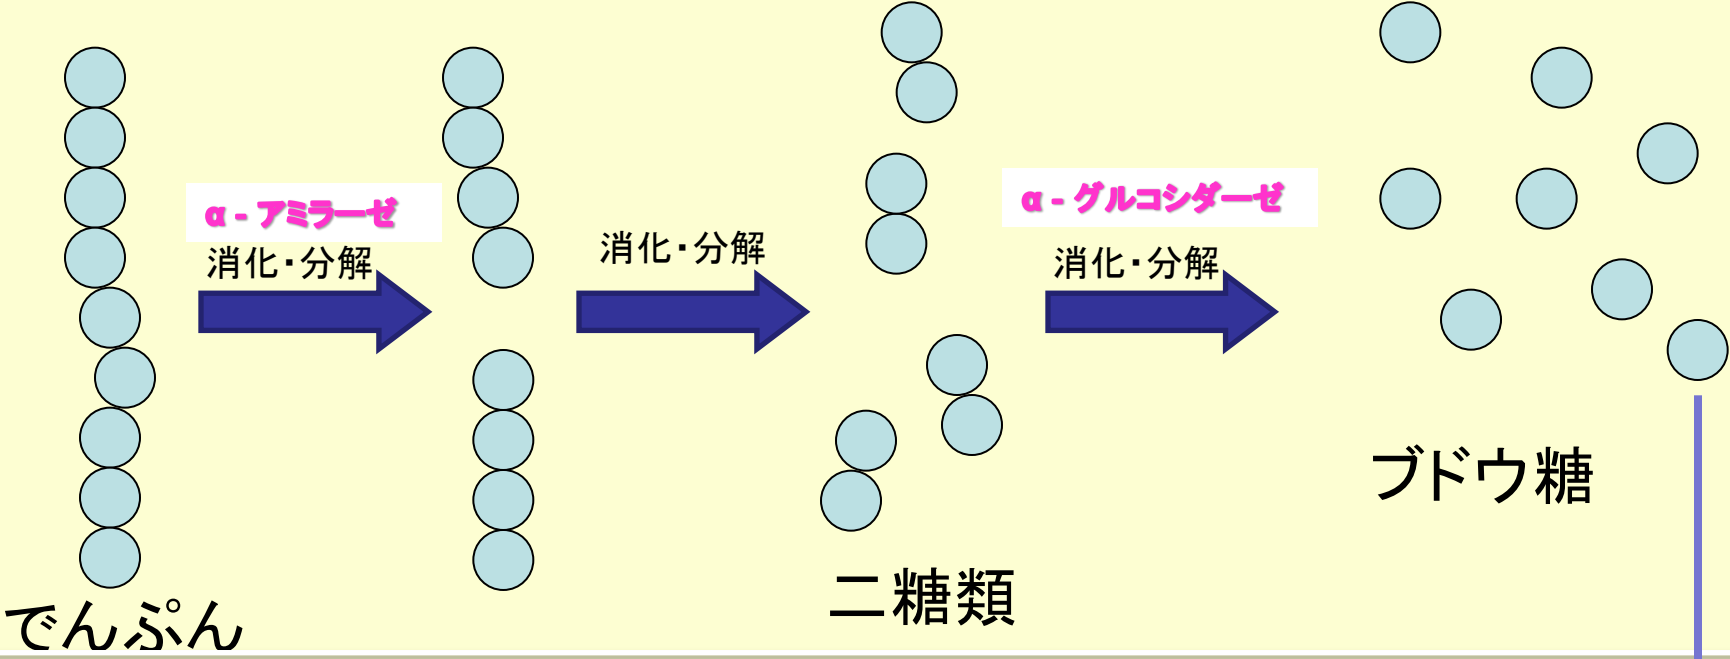 α-アミラーゼ
消化・分解
消化・分解
α-グルコシダーゼ
消化・分解
でんぷん
二糖類
ブドウ糖